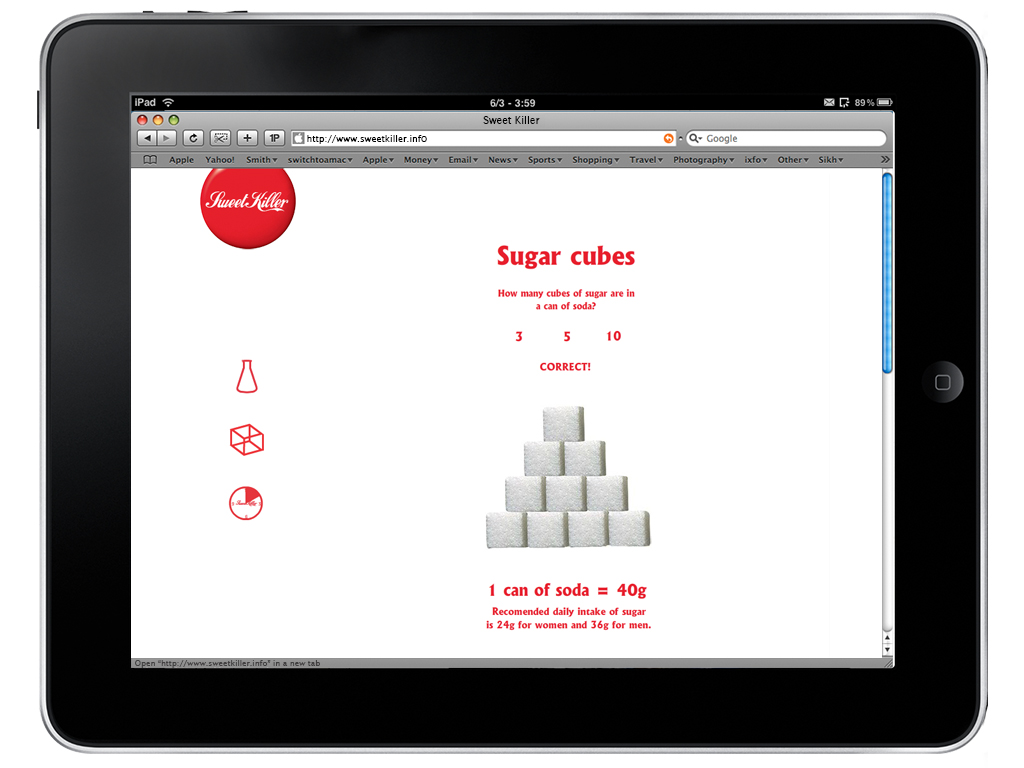 iPad 6/3 - 3:59 89%
Sweet Killer
1P http://www.sweetkiller.info Google
Apple Yahoo! Smith switchtoamac Apple Money Email News Sports Shopping Travel Photography ixfo Other Sikh
Sweet Killer
Sugar cubes
How many cubes of sugar are in
a can of soda?
3 5 10
CORRECT!
1 can of soda = 40g
Recomended daily intake of sugar
is 24g for women and 36g for men.
Open "http://www.sweetkiller.info" in a new tab